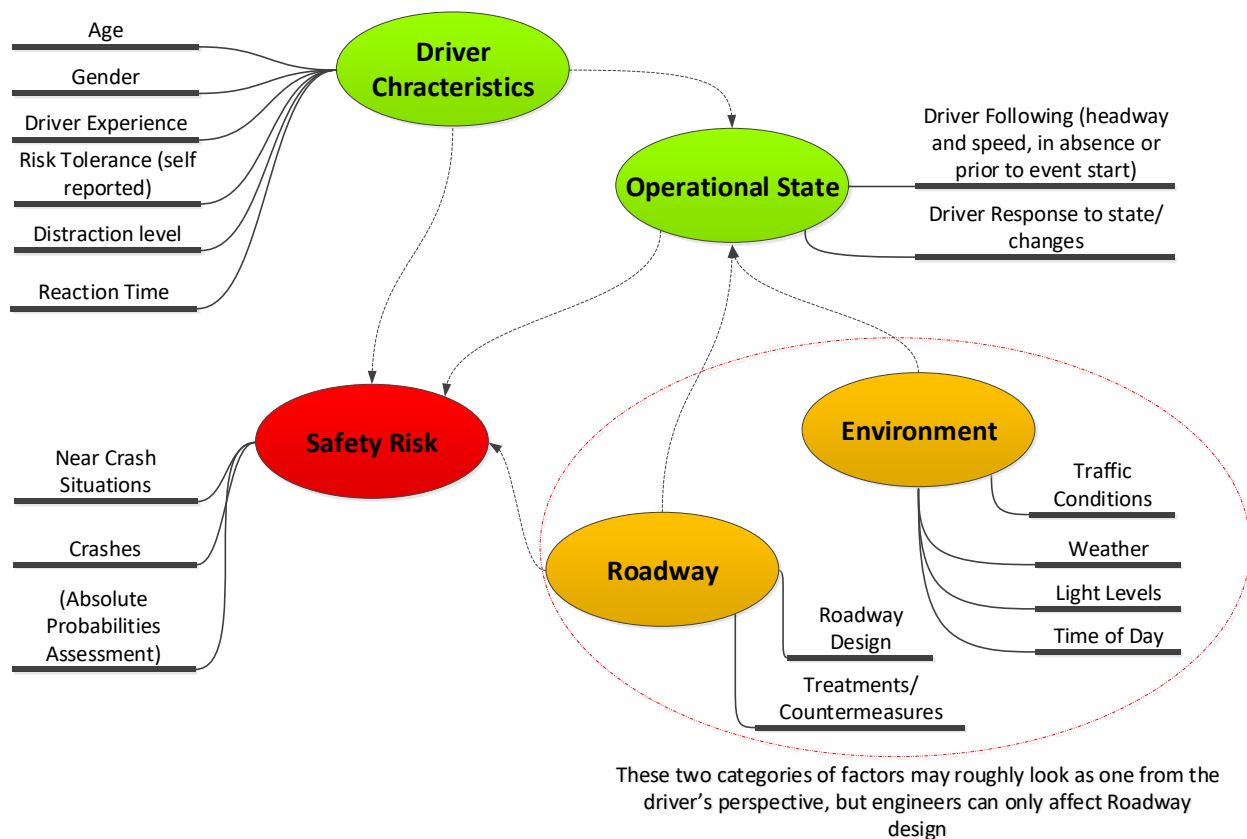 Age
Gender
Driver Experience
Risk Tolerance (self
reported)
Distraction level
Reaction Time
Driver
Chracteristics
Operational State
Driver Following (headway
and speed, in absence or
prior to event start)
Driver Response to state/
changes
Safety Risk
Near Crash
Situations
Crashes
(Absolute
Probabilities
Assessment)
Environment
Traffic
Conditions
Weather
Light Levels
Time of Day
Roadway
Roadway
Design
Treatments/
Countermeasures
These two categories of factors may roughly look as one from the
driver’s perspective, but engineers can only affect Roadway
design